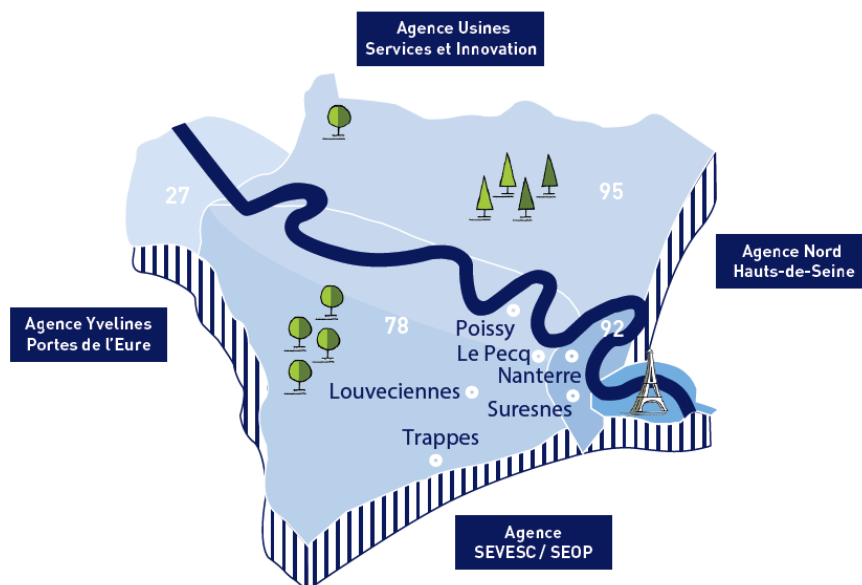 Agence Usines
Services et Innovation
27
95
Agence Nord
Hauts-de-Seine
Agence Yvelines
Portes de l'Eure
78
92
Poissy
Le Pecq
Nanterre
Louveciennes
Suresnes
Trappes
Agence
SEVESC / SEOP